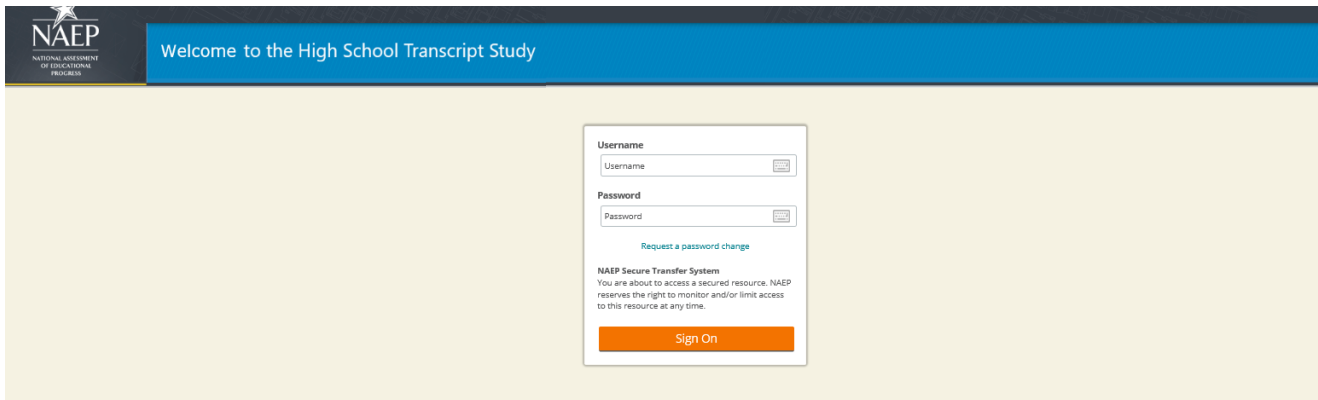 NAEP
NATIONAL ASSESSMENT
OF EDUCATIONAL
PROGRESS
Welcome to the High School Transcript Study
Username
Username
Password
Password
Request a password change
NAEP Secure Transfer System
You are about to access a secured resource. NAEP
reserves the right to monitor and/or limit access
to this resource at any time.
Sign On